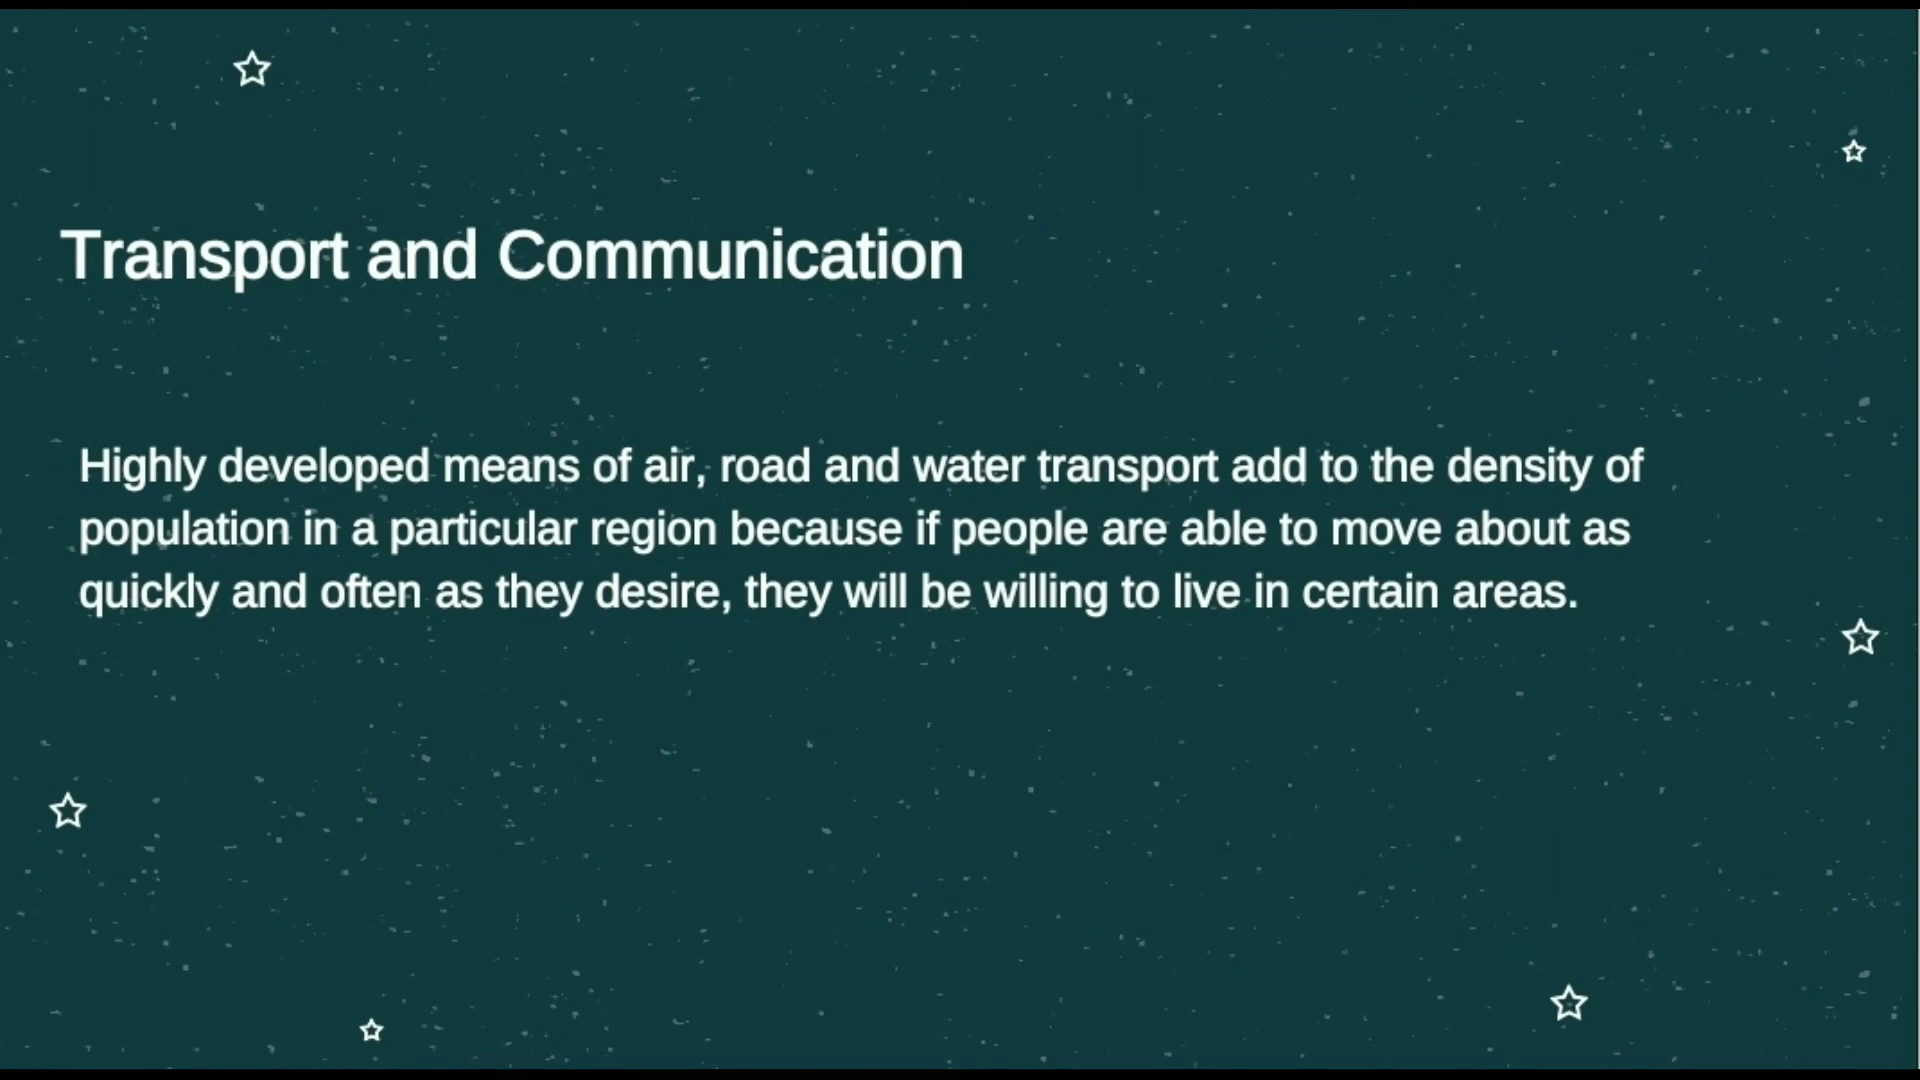 Transport and Communication
Highly developed means of air, road and water transport add to the density of
population in a particular region because if people are able to move about as
quickly and often as they desire, they will be willing to live in certain areas.